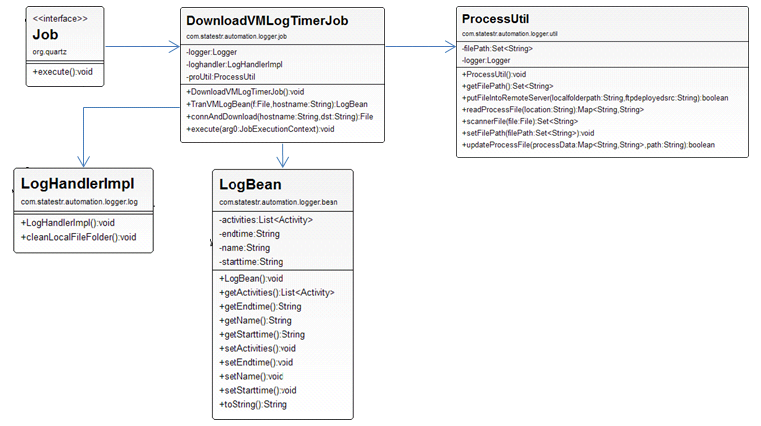 <<interface>>
Job
org.quartz
+execute():void
DownloadVMLogTimerJob
com.statestr.automation.logger.job
-logger:Logger
-loghandler:LogHandlerImpl
-proUtil:ProcessUtil
+DownloadVMLogTimerJob():void
+TranVMLogBean(f:File,hostname:String):LogBean
+connAndDownload(hostname:String,dst:String):File
+execute(arg0:JobExecutionContext):void
ProcessUtil
com.statestr.automation.logger.util
-filePath:Set<String>
-logger:Logger
+ProcessUtil():void
+getFilePath():Set<String>
+putFileIntoRemoteServer(localfolderpath:String,ftpdeployedsrc:String):boolean
+readProcessFile(location:String):Map<String,String>
+scannerFile(file:File):Set<String>
+setFilePath(filePath:Set<String>):void
+updateProcessFile(processData:Map<String,String>,path:String):boolean
LogHandlerImpl
com.statestr.automation.logger.log
+LogHandlerImpl():void
+cleanLocalFileFolder():void
LogBean
com.statestr.automation.logger.bean
-activities:List<Activity>
-endtime:String
-name:String
-starttime:String
+LogBean():void
+getActivities():List<Activity>
+getEndtime():String
+getName():String
+getStarttime():String
+setActivities():void
+setEndtime():void
+setName():void
+setStarttime():void
+toString():String